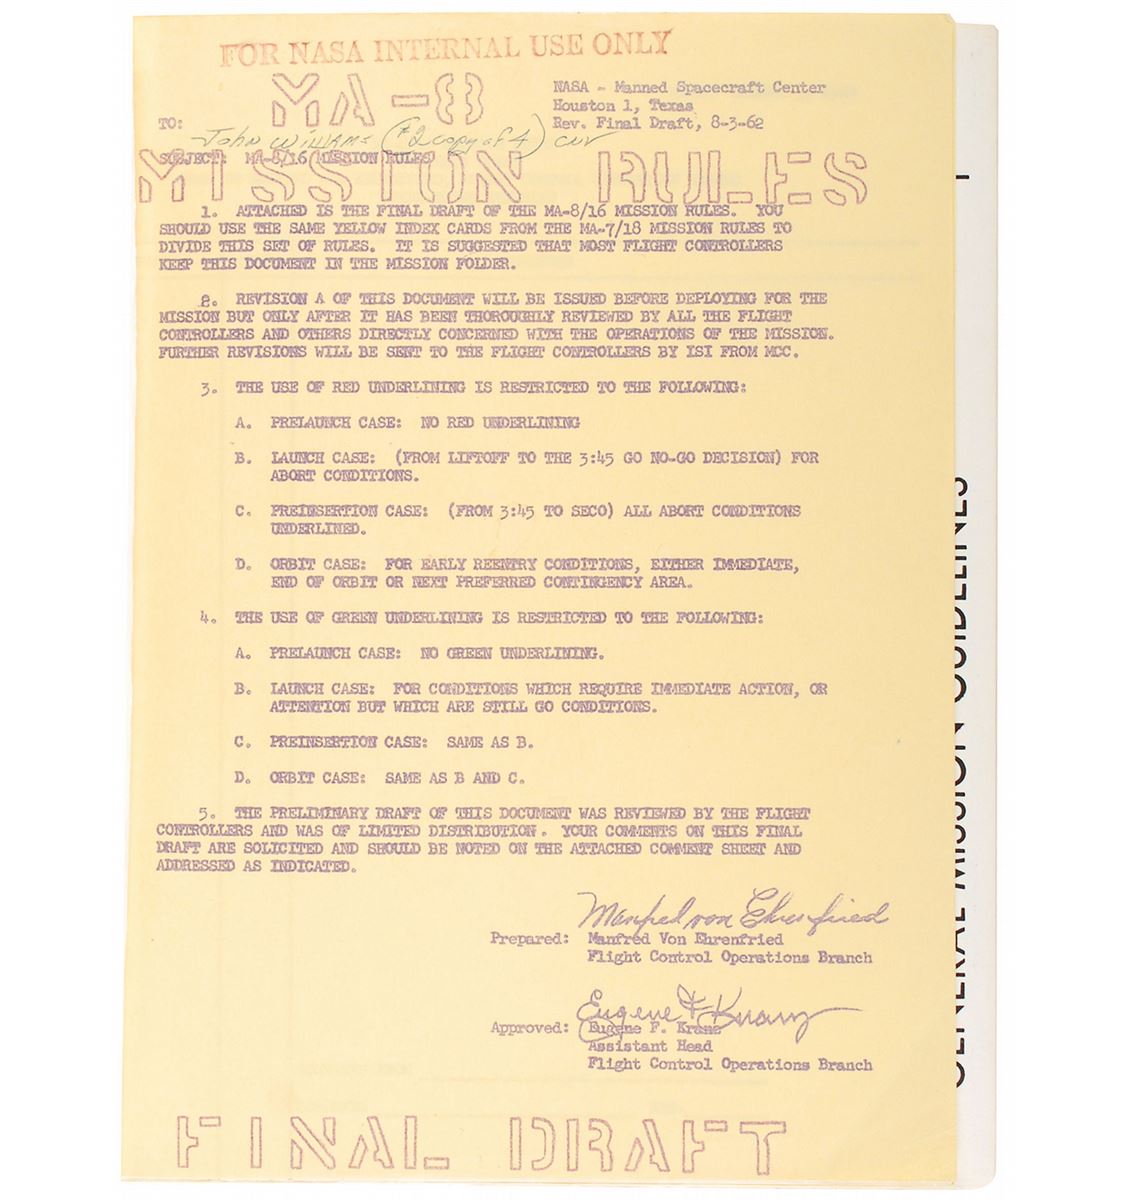 FOR NASA INTERNAL USE ONLY
MA-8
NASA - Manned Spacecraft Center
Houston 1, Texas
Rev. Final Draft, 8-3-62
TO:
John Williams (#2 copy of 4)
SUBJECT: MA-8/16 MISSION RULES
MISSION RULES
1. ATTACHED IS THE FINAL DRAFT OF THE MA-8/16 MISSION RULES. YOU
SHOULD USE THE SAME YELLOW INDEX CARDS FROM THE MA-7/18 MISSION RULES TO
DIVIDE THIS SET OF RULES. IT IS SUGGESTED THAT MOST FLIGHT CONTROLLERS
KEEP THIS DOCUMENT IN THE MISSION FOLDER.
2. REVISION A OF THIS DOCUMENT WILL BE ISSUED BEFORE DEPLOYING FOR THE
MISSION BUT ONLY AFTER IT HAS BEEN THOROUGHLY REVIEWED BY ALL THE FLIGHT
CONTROLLERS AND OTHERS DIRECTLY CONCERNED WITH THE OPERATIONS OF THE MISSION.
FURTHER REVISIONS WILL BE SENT TO THE FLIGHT CONTROLLERS BY ISI FROM MCC.
3. THE USE OF RED UNDERLINING IS RESTRICTED TO THE FOLLOWING:
A. PRELAUNCH CASE: NO RED UNDERLINING
B. LAUNCH CASE: (FROM LIFTOFF TO THE 3:45 GO NO-GO DECISION) FOR
ABORT CONDITIONS.
C. PREINSERTION CASE: (FROM 3:45 TO SECO) ALL ABORT CONDITIONS
UNDERLINED.
D. ORBIT CASE: FOR EARLY REENTRY CONDITIONS, EITHER IMMEDIATE,
END OF ORBIT OR NEXT PREFERRED CONTINGENCY AREA.
4. THE USE OF GREEN UNDERLINING IS RESTRICTED TO THE FOLLOWING:
A. PRELAUNCH CASE: NO GREEN UNDERLINING.
B. LAUNCH CASE: FOR CONDITIONS WHICH REQUIRE IMMEDIATE ACTION, OR
ATTENTION BUT WHICH ARE STILL GO CONDITIONS.
C. PREINSERTION CASE: SAME AS B.
D. ORBIT CASE: SAME AS B AND C.
5. THE PRELIMINARY DRAFT OF THIS DOCUMENT WAS REVIEWED BY THE FLIGHT
CONTROLLERS AND WAS OF LIMITED DISTRIBUTION. YOUR COMMENTS ON THIS FINAL
DRAFT ARE SOLICITED AND SHOULD BE NOTED ON THE ATTACHED COMMENT SHEET AND
ADDRESSED AS INDICATED.
Manfred von Ehrenfried
Prepared: Manfred Von Ehrenfried
Flight Control Operations Branch
Eugene F Kranz
Approved: Eugene F. Kranz
Assistant Head
Flight Control Operations Branch
FINAL DRAFT
GENERAL MISSION GUIDELINES